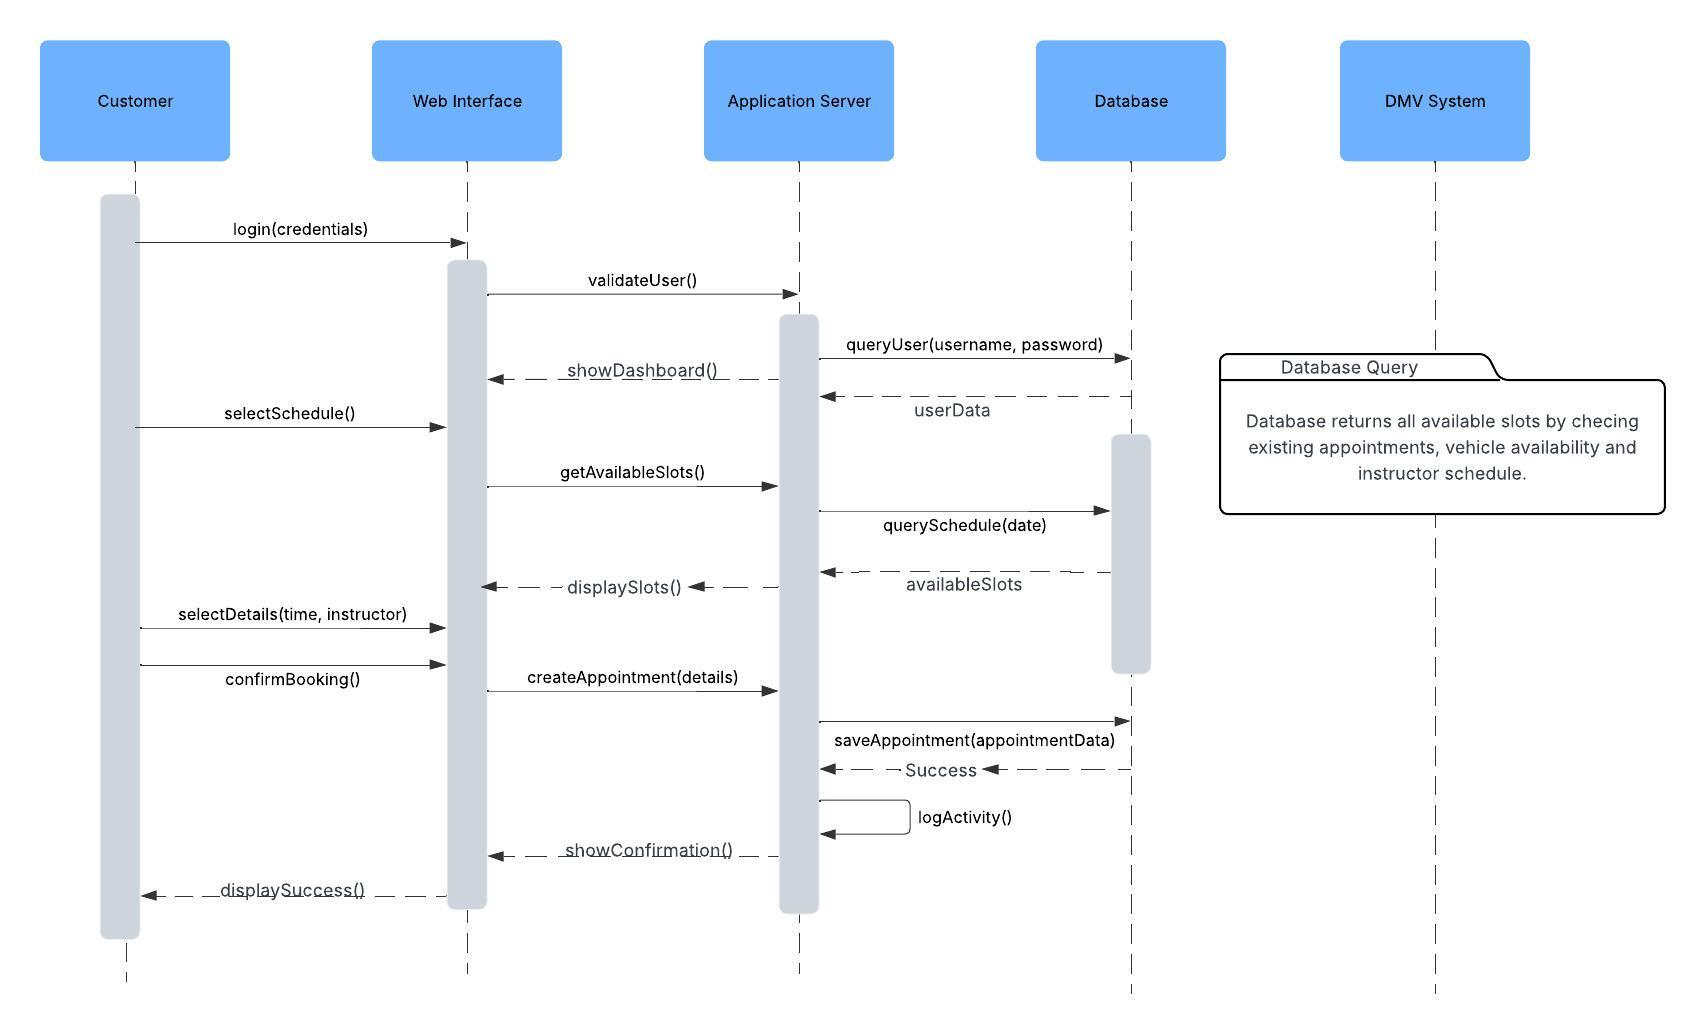 Customer
Web Interface
Application Server
Database
DMV System
login(credentials)
validateUser()
queryUser(username, password)
showDashboard()
userData
Database Query
Database returns all available slots by checing
existing appointments, vehicle availability and
instructor schedule.
selectSchedule()
getAvailableSlots()
querySchedule(date)
availableSlots
displaySlots()
selectDetails(time, instructor)
confirmBooking()
createAppointment(details)
saveAppointment(appointmentData)
Success
logActivity()
showConfirmation()
displaySuccess()